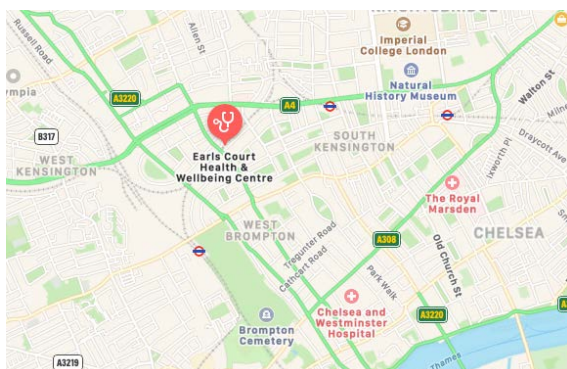 Russell Road
Allen St
Imperial
College London
ympia
A3220
A4
Natural
History Museum
Walton St
Milne
B317
Earls Court
Health &
Wellbeing Centre
SOUTH
KENSINGTON
Draycott Ave
Ixworth Pl
WEST
KENSINGTON
The Royal
Marsden
WEST
BROMPTON
Tregunter Road
Cathcart Road
A308
Old Church St
CHELSEA
Park Walk
Brompton
Cemetery
Chelsea and
Westminster
Hospital
A3220
Thames
A3219